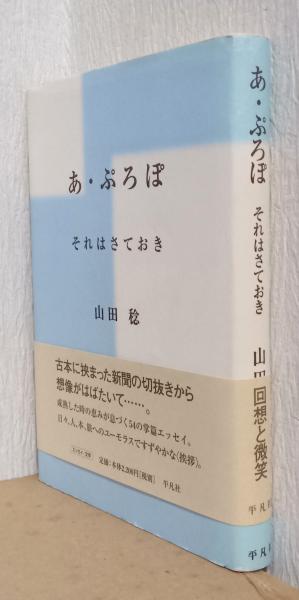 あ・ぷろぽ
それはさておき
山田 稔
古本に挟まった新聞の切抜きから
想像がはばたいて……。
成熟した時の恵みが息づく54の掌篇エッセイ。
日々、人、本、旅へのユーモラスですずやかな〈挨拶〉。
定価:本体2,200円[税別] 平凡社
あ・ぷろぽ
それはさておき
山田
回想と微笑
平凡社